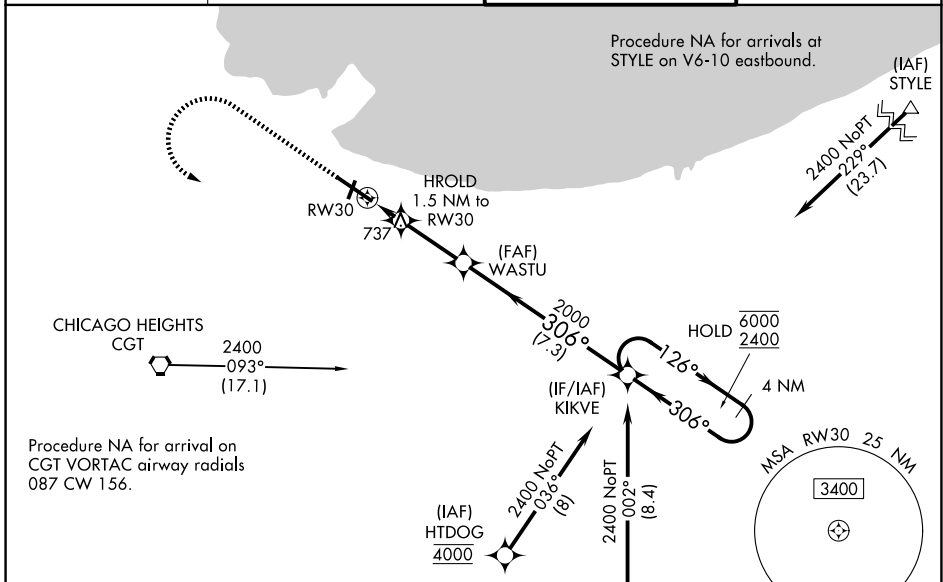 Procedure NA for arrivals at
STYLE on V6-10 eastbound.
(IAF)
STYLE
2400 NoPT
229°
(23.7)
HROLD
1.5 NM to
RW30
RW30
737
(FAF)
WASTU
2000
306°
(7.3)
CHICAGO HEIGHTS
CGT
2400
093°
(17.1)
HOLD 6000
2400
126°
4 NM
306°
(IF/IAF)
KIKVE
Procedure NA for arrival on
CGT VORTAC airway radials
087 CW 156.
2400 NoPT
036°
(8)
(IAF)
HTDOG
4000
2400 NoPT
002°
(8.4)
MSA RW30 25 NM
3400